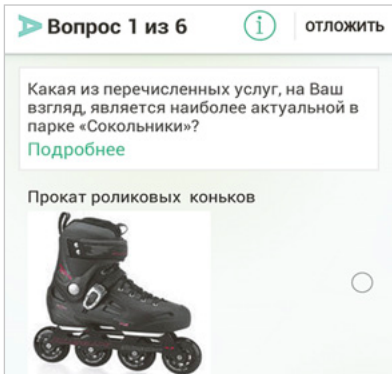 Вопрос 1 из 6
ОТЛОЖИТЬ
Какая из перечисленных услуг, на Ваш
взгляд, является наиболее актуальной в
парке «Сокольники»?
Подробнее
Прокат роликовых коньков